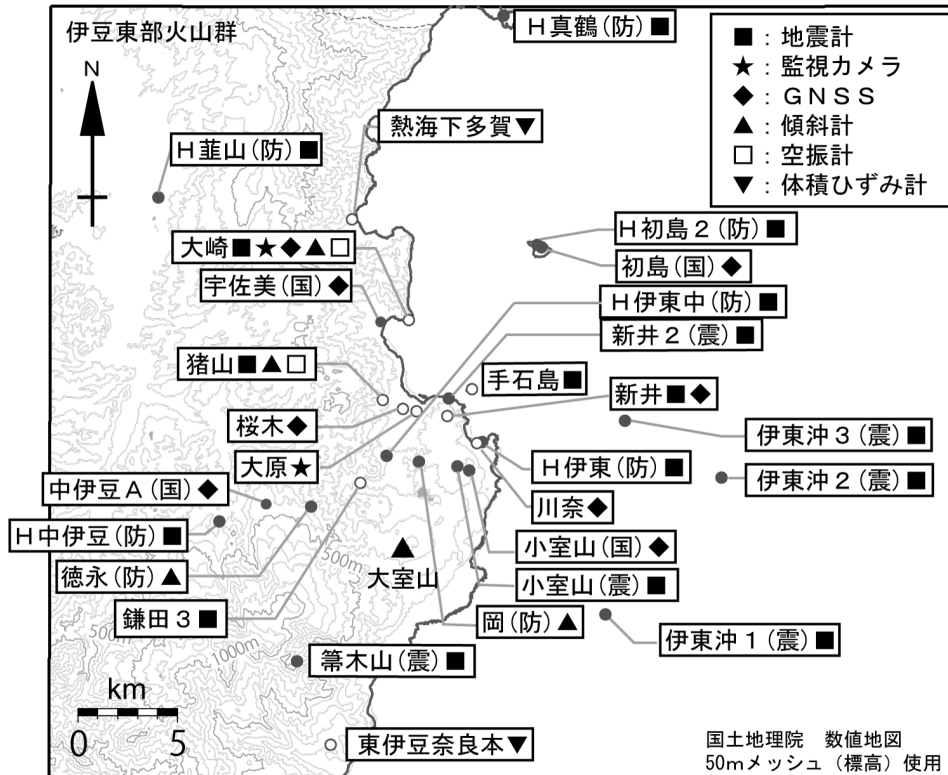 伊豆東部火山群
N
H真鶴(防)■
■：地震計
★：監視カメラ
◆：GNSS
▲：傾斜計
□：空振計
▼：体積ひずみ計
熱海下多賀▼
H韮山(防)■
H初島2(防)■
大崎■★◆▲□
初島(国)◆
宇佐美(国)◆
H伊東中(防)■
新井2(震)■
猪山■▲□
手石島■
新井■◆
桜木◆
伊東沖3(震)■
大原★
H伊東(防)■
伊東沖2(震)■
中伊豆A(国)◆
川奈◆
H中伊豆(防)■
小室山(国)◆
500m
徳永(防)▲
大室山
小室山(震)■
鎌田3■
岡(防)▲
500m
伊東沖1(震)■
1000m
箒木山(震)■
km
0 5
東伊豆奈良本▼
国土地理院　数値地図
50mメッシュ（標高）使用